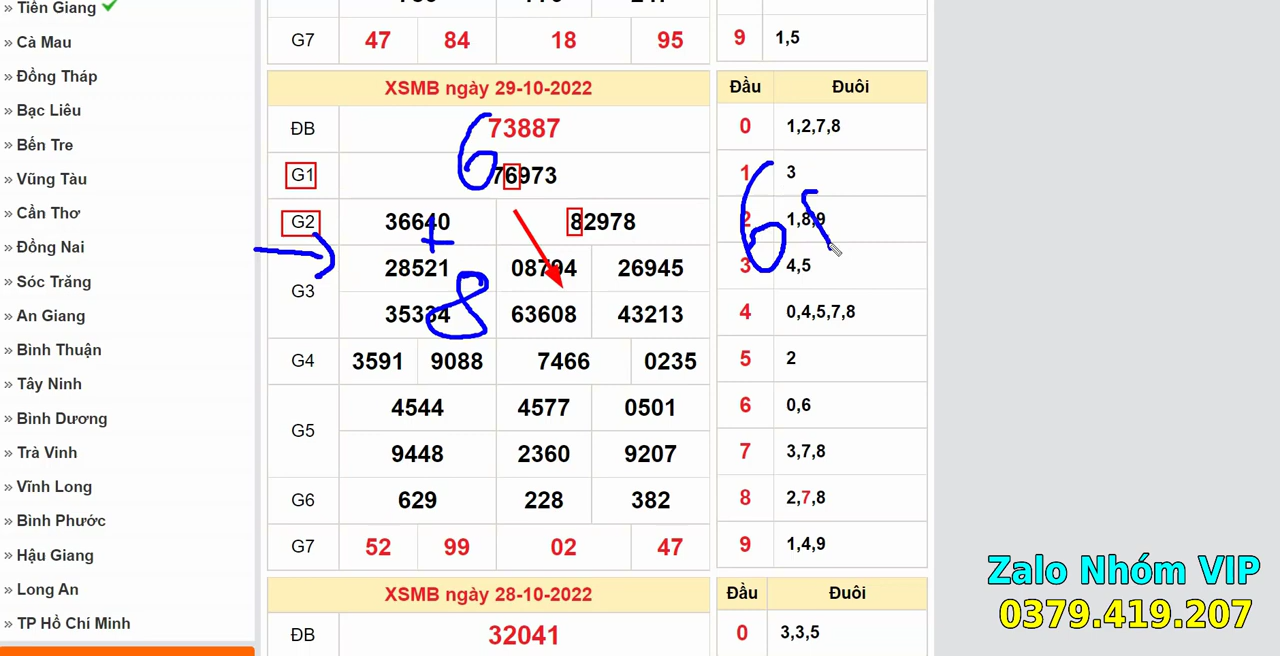 » Tiền Giang
» Cà Mau
» Đồng Tháp
» Bạc Liêu
» Bến Tre
» Vũng Tàu
» Cần Thơ
» Đồng Nai
» Sóc Trăng
» An Giang
» Bình Thuận
» Tây Ninh
» Bình Dương
» Trà Vinh
» Vĩnh Long
» Bình Phước
» Hậu Giang
» Long An
» TP Hồ Chí Minh
G7 47 84 18 95
9 1,5
XSMB ngày 29-10-2022
ĐB 73887
G1 76973
G2 36640 82978
G3 28521 08794 26945
35334 63608 43213
G4 3591 9088 7466 0235
G5 4544 4577 0501
9448 2360 9207
G6 629 228 382
G7 52 99 02 47
6
+
8
Đầu Đuôi
0 1,2,7,8
1 3
2 1,8,9
3 4,5
4 0,4,5,7,8
5 2
6 0,6
7 3,7,8
8 2,7,8
9 1,4,9
6
XSMB ngày 28-10-2022
ĐB 32041
Đầu Đuôi
0 3,3,5
Zalo Nhóm VIP
0379.419.207